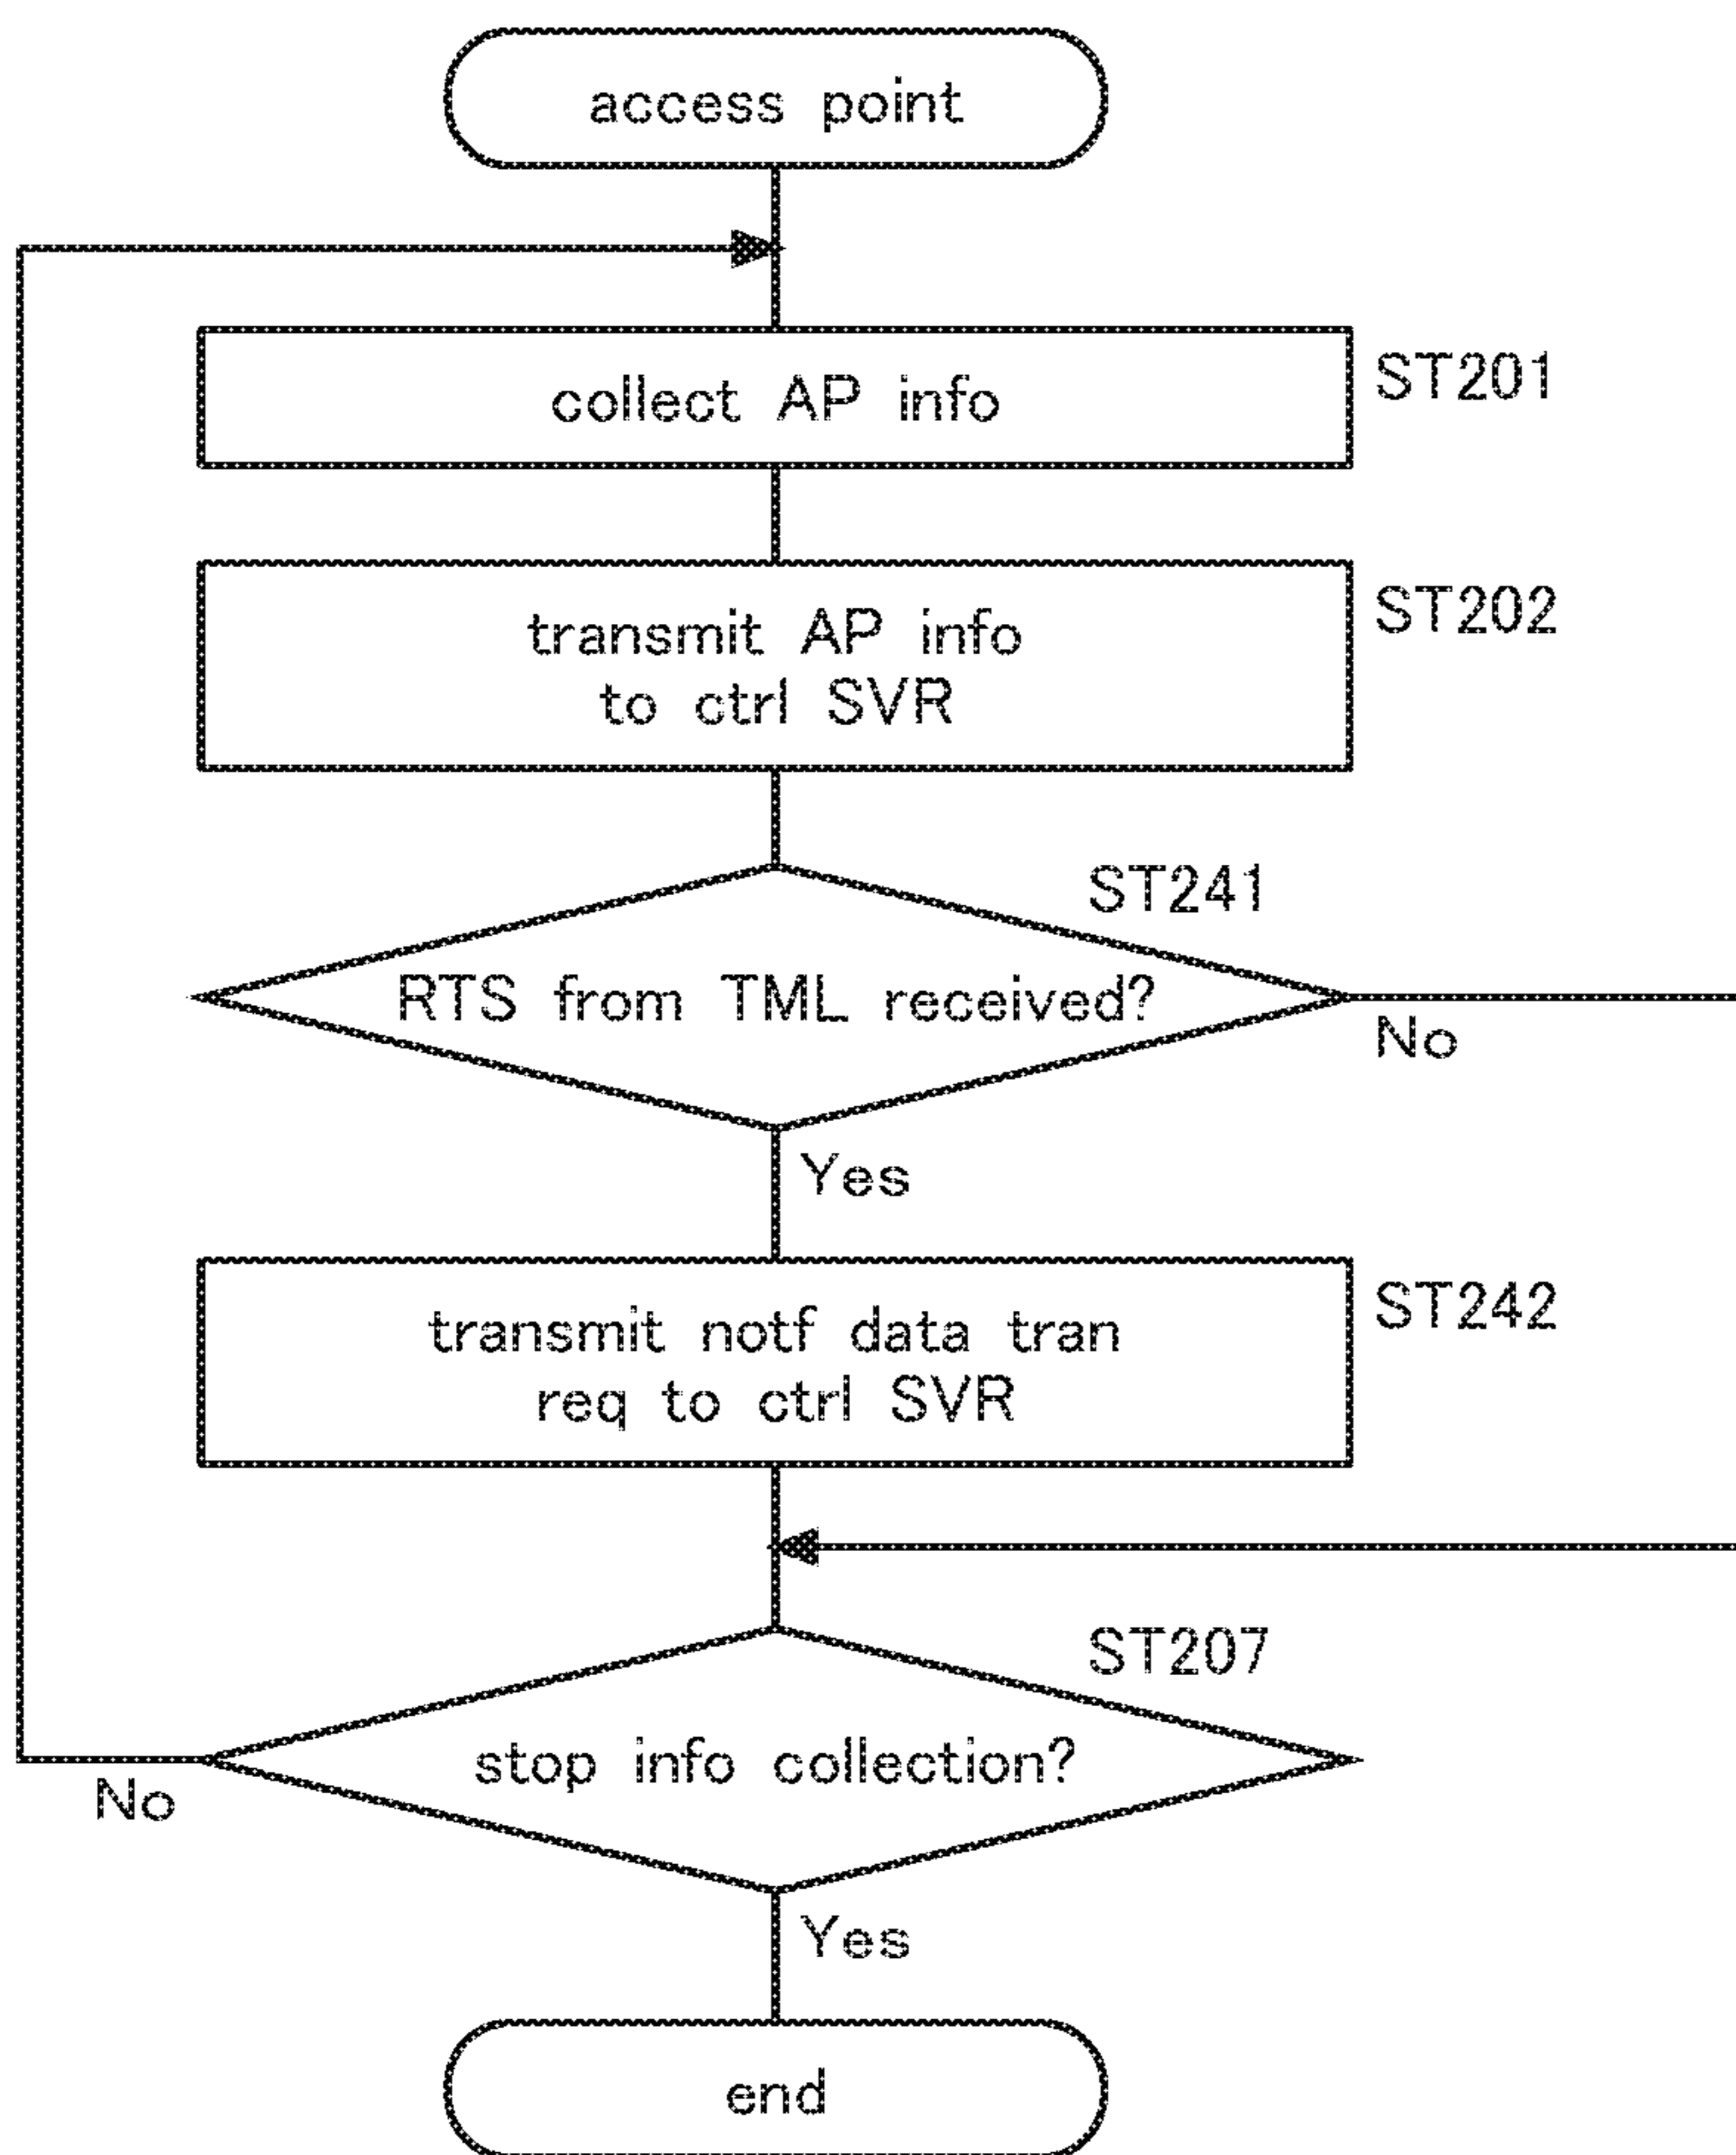 access point
collect AP info
ST201
transmit AP info
to ctrl SVR
ST202
ST241
RTS from TML received?
No
Yes
transmit notf data tran
req to ctrl SVR
ST242
ST207
stop info collection?
No
Yes
end